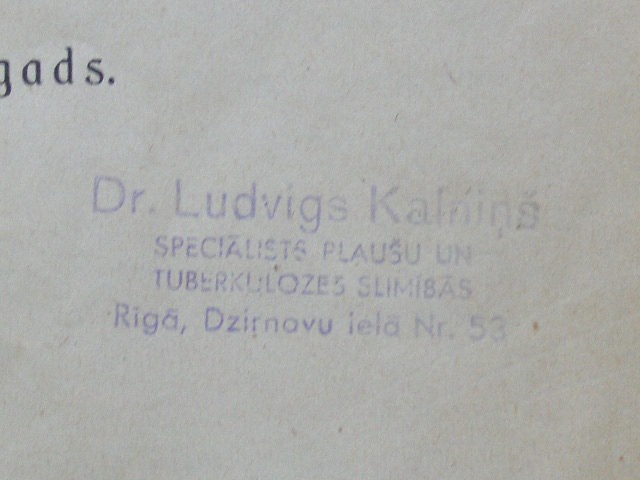 gads.
Dr. Ludvigs Kalniņš
SPECIĀLISTS PLAUŠU UN
TUBERKULOZES SLIMĪBĀS
Rīgā, Dzirnavu ielā Nr. 53